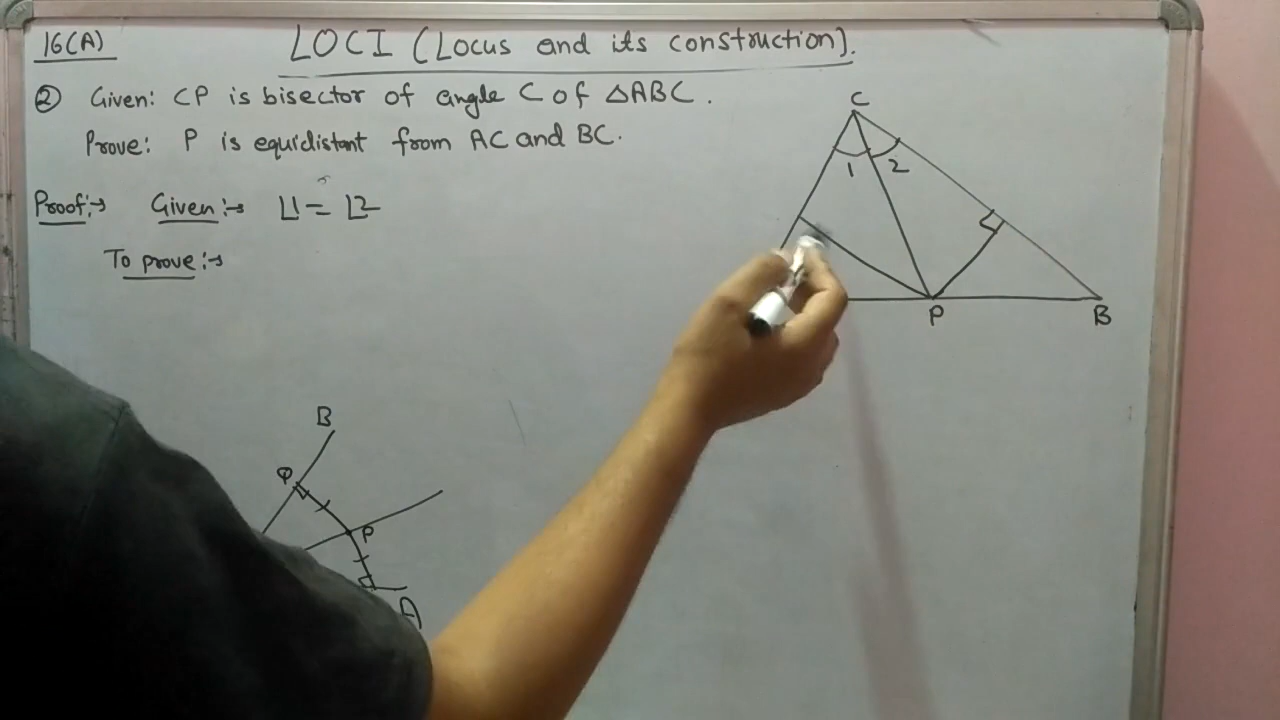 16(A)
LOCI (Locus and its construction).
② Given: CP is bisector of angle C of △ABC.
Prove: P is equidistant from AC and BC.
Proof:→ Given:→ ∠1 = ∠2
To prove:→
C
1 2
P
B
B
Q
P
A